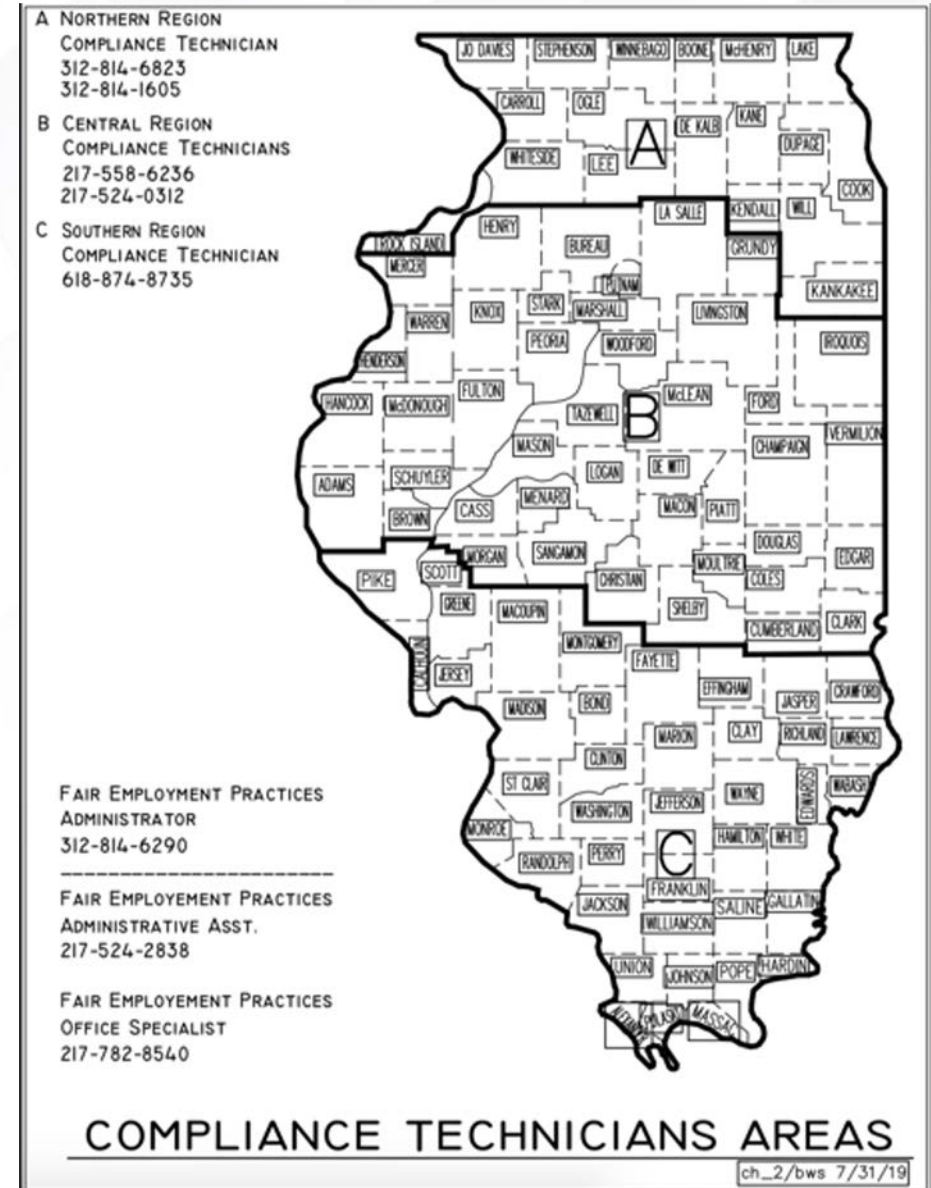 A NORTHERN REGION
COMPLIANCE TECHNICIAN
312-814-6823
312-814-1605
B CENTRAL REGION
COMPLIANCE TECHNICIANS
217-558-6236
217-524-0312
C SOUTHERN REGION
COMPLIANCE TECHNICIAN
618-874-8735
JO DAVIES STEPHENSON WINNEBAGO BOONE McHENRY LAKE
CARROLL OGLE DE KALB KANE
A
WHITESIDE LEE DUPAGE
COOK
HENRY LA SALLE KENDALL WILL
ROCK ISLAND BUREAU GRUNDY
MERCER PUTNAM KANKAKEE
KNOX STARK MARSHALL LIVINGSTON
WARREN PEORIA WOODFORD IROQUOIS
HENDERSON
HANCOCK McDONOUGH FULTON TAZEWELL McLEAN FORD
B
MASON CHAMPAIGN VERMILION
ADAMS SCHUYLER LOGAN DE WITT
BROWN CASS MENARD MACON PIATT
MORGAN SANGAMON DOUGLAS EDGAR
PIKE SCOTT CHRISTIAN MOULTRIE COLES
GREENE MACOUPIN SHELBY
CUMBERLAND CLARK
CALHOUN JERSEY MONTGOMERY FAYETTE
MADISON BOND EFFINGHAM JASPER CRAWFORD
MARION CLAY RICHLAND LAWRENCE
CLINTON
ST CLAIR WASHINGTON JEFFERSON WAYNE EDWARDS WABASH
MONROE HAMILTON WHITE
RANDOLPH PERRY C
JACKSON FRANKLIN SALINE GALLATIN
WILLIAMSON
UNION JOHNSON POPE HARDIN
FAIR EMPLOYMENT PRACTICES
ADMINISTRATOR
312-814-6290
FAIR EMPLOYEMENT PRACTICES
ADMINISTRATIVE ASST.
217-524-2838
FAIR EMPLOYEMENT PRACTICES
OFFICE SPECIALIST
217-782-8540
COMPLIANCE TECHNICIANS AREAS
ch_2/bws 7/31/19